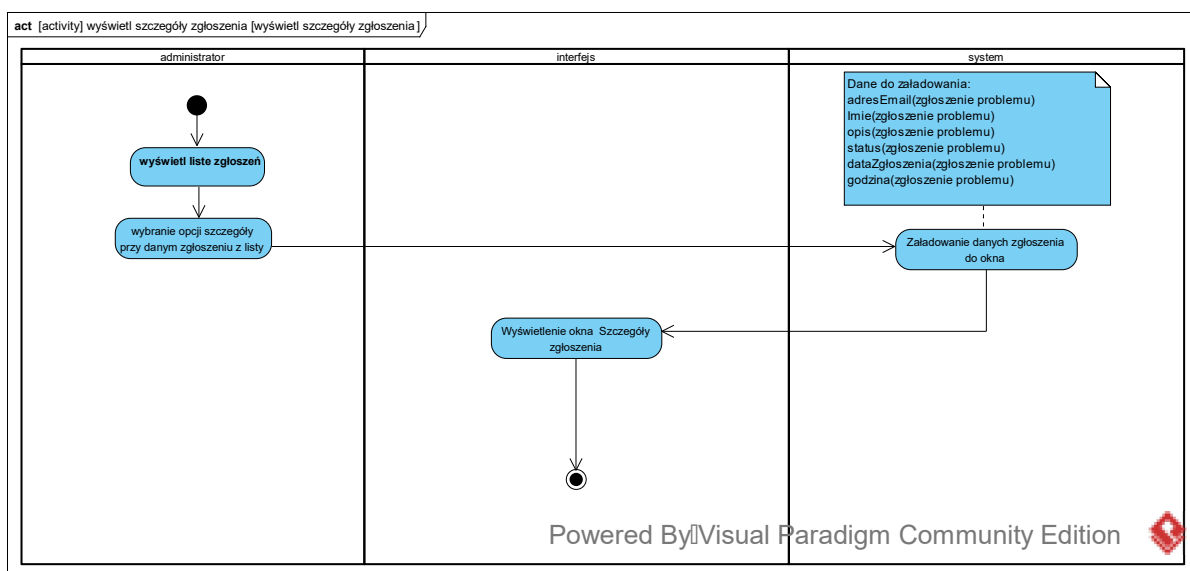 act [activity] wyświetl szczegóły zgłoszenia [wyświetl szczegóły zgłoszenia]
administrator
interfejs
system
Dane do załadowania:
adresEmail(zgłoszenie problemu)
Imie(zgłoszenie problemu)
opis(zgłoszenie problemu)
status(zgłoszenie problemu)
dataZgłoszenia(zgłoszenie problemu)
godzina(zgłoszenie problemu)
wyświetl liste zgłoszeń
wybranie opcji szczegóły
przy danym zgłoszeniu z listy
Załadowanie danych zgłoszenia
do okna
Wyświetlenie okna Szczegóły
zgłoszenia
Powered By Visual Paradigm Community Edition